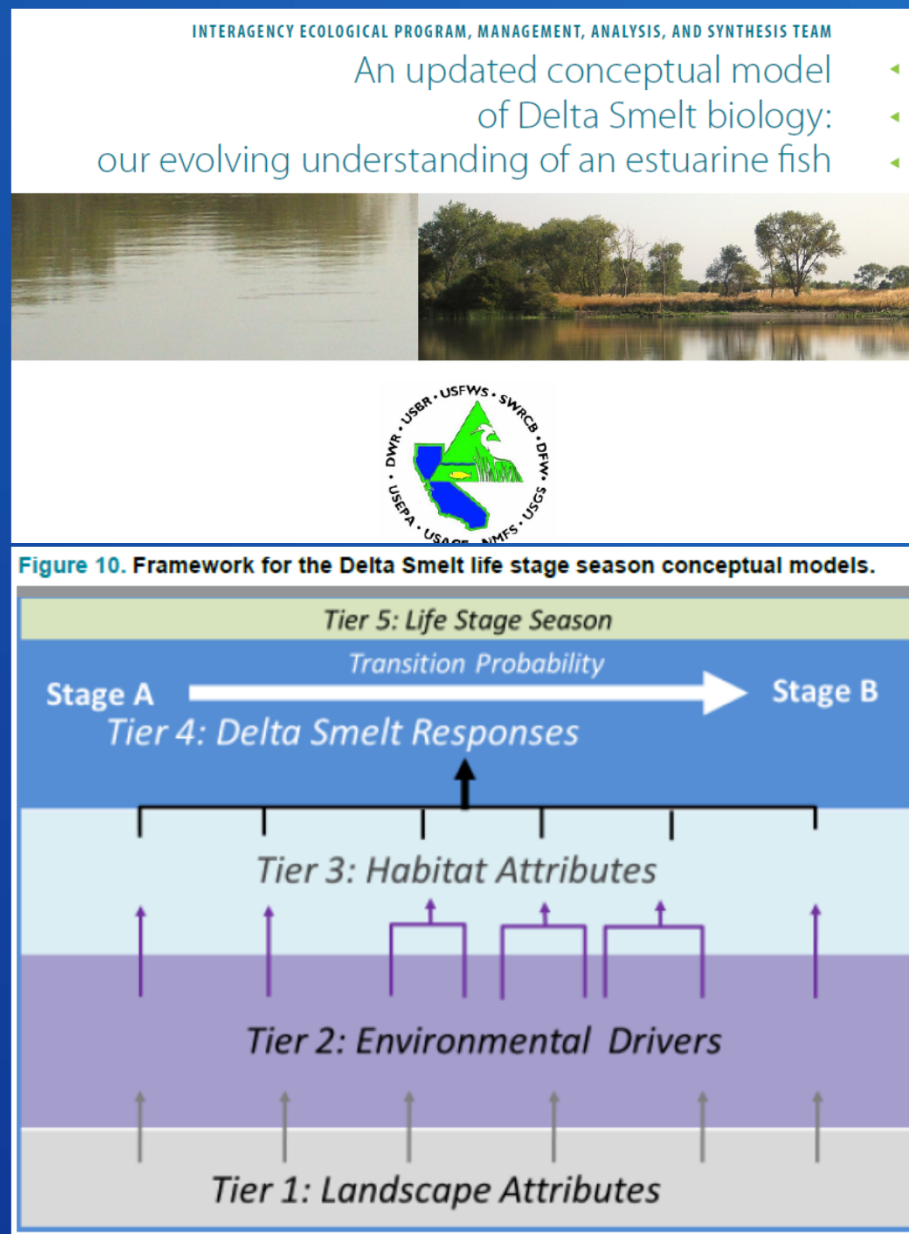 INTERAGENCY ECOLOGICAL PROGRAM, MANAGEMENT, ANALYSIS, AND SYNTHESIS TEAM
An updated conceptual model
of Delta Smelt biology:
our evolving understanding of an estuarine fish
DWR · USBR · USFWS · SWRCB · DFW · USGS · NMFS · USACE · USEPA ·
Figure 10. Framework for the Delta Smelt life stage season conceptual models.
Tier 5: Life Stage Season
Transition Probability
Stage A
Stage B
Tier 4: Delta Smelt Responses
Tier 3: Habitat Attributes
Tier 2: Environmental Drivers
Tier 1: Landscape Attributes